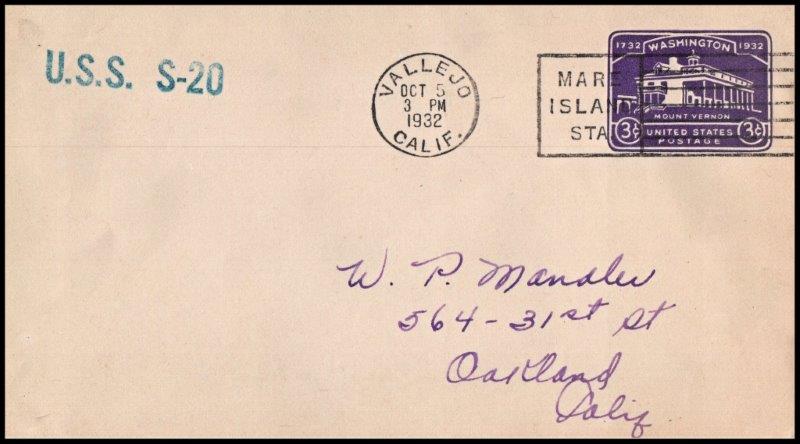 U.S.S. S-20
VALLEJO
OCT 5
3 PM
1932
CALIF.
MARE
ISLAND
STA
1732 WASHINGTON 1932
MOUNT VERNON
3¢ UNITED STATES 3¢
POSTAGE
W. P.
564-31st St
Oakland
Calif